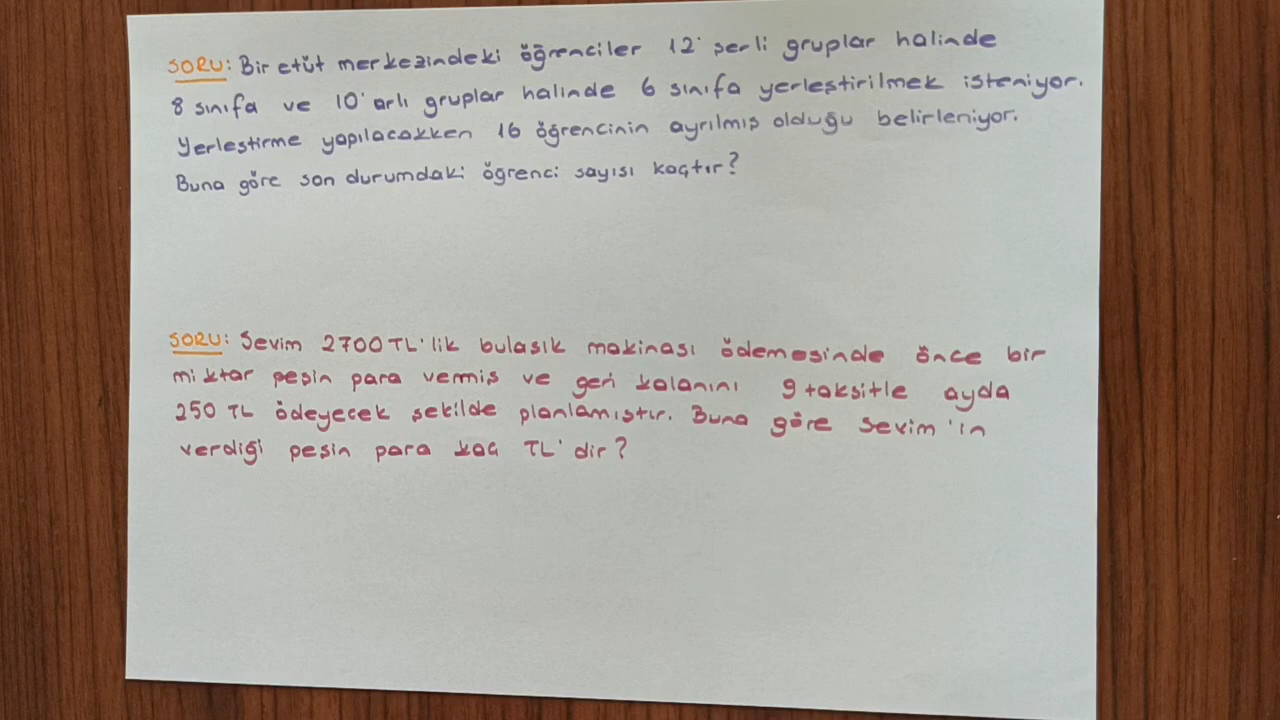 SORU: Bir etüt merkezindeki öğrenciler 12'şerli gruplar halinde
8 sınıfa ve 10'arlı gruplar halinde 6 sınıfa yerleştirilmek isteniyor.
Yerleştirme yapılacakken 16 öğrencinin ayrılmış olduğu belirleniyor.
Buna göre son durumdaki öğrenci sayısı kaçtır?
SORU: Sevim 2700 TL'lik bulaşık makinası ödemesinde önce bir
miktar peşin para vermiş ve geri kalanını 9 taksitle ayda
250 TL ödeyecek şekilde planlamıştır. Buna göre Sevim'in
verdiği peşin para kaç TL'dir?